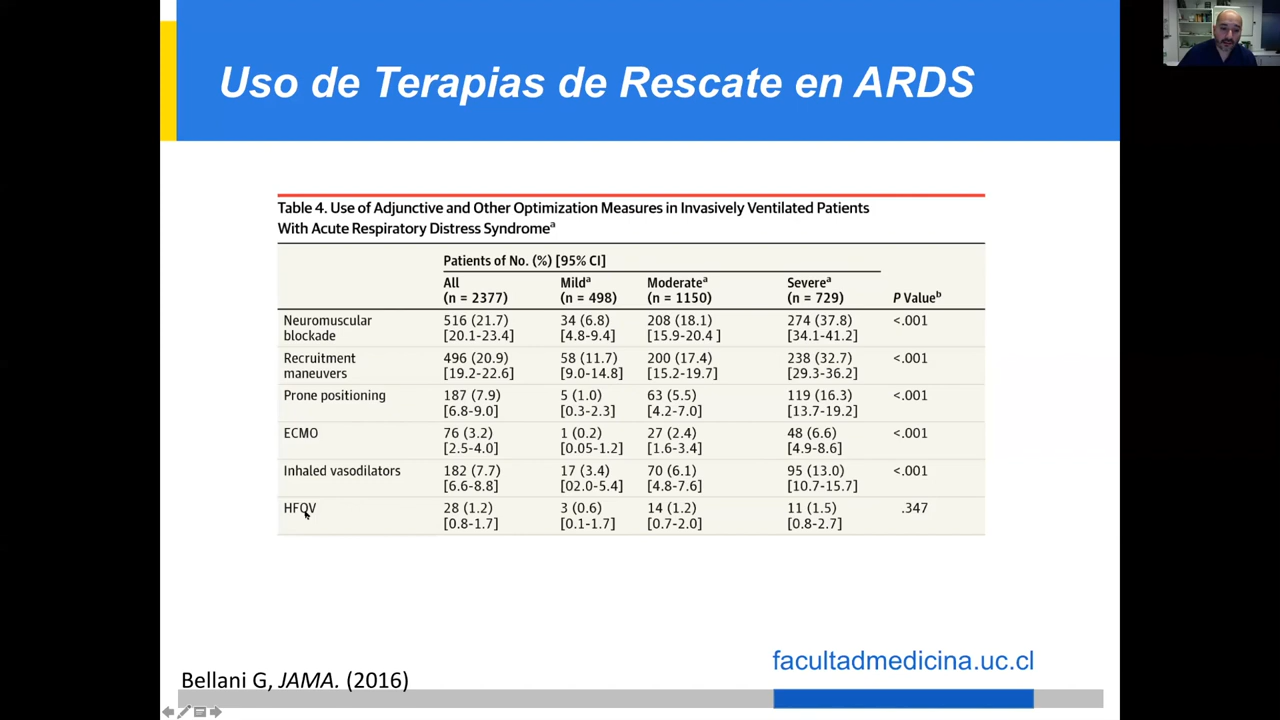 Uso de Terapias de Rescate en ARDS
Table 4. Use of Adjunctive and Other Optimization Measures in Invasively Ventilated Patients
With Acute Respiratory Distress Syndromeᵃ
Patients of No. (%) [95% CI]
All Mildᵃ Moderateᵃ Severeᵃ
(n = 2377) (n = 498) (n = 1150) (n = 729) P Valueᵇ
Neuromuscular 516 (21.7) 34 (6.8) 208 (18.1) 274 (37.8) <.001
blockade [20.1-23.4] [4.8-9.4] [15.9-20.4 ] [34.1-41.2]
Recruitment 496 (20.9) 58 (11.7) 200 (17.4) 238 (32.7) <.001
maneuvers [19.2-22.6] [9.0-14.8] [15.2-19.7] [29.3-36.2]
Prone positioning 187 (7.9) 5 (1.0) 63 (5.5) 119 (16.3) <.001
[6.8-9.0] [0.3-2.3] [4.2-7.0] [13.7-19.2]
ECMO 76 (3.2) 1 (0.2) 27 (2.4) 48 (6.6) <.001
[2.5-4.0] [0.05-1.2] [1.6-3.4] [4.9-8.6]
Inhaled vasodilators 182 (7.7) 17 (3.4) 70 (6.1) 95 (13.0) <.001
[6.6-8.8] [02.0-5.4] [4.8-7.6] [10.7-15.7]
HFOV 28 (1.2) 3 (0.6) 14 (1.2) 11 (1.5) .347
[0.8-1.7] [0.1-1.7] [0.7-2.0] [0.8-2.7]
facultadmedicina.uc.cl
Bellani G, JAMA. (2016)